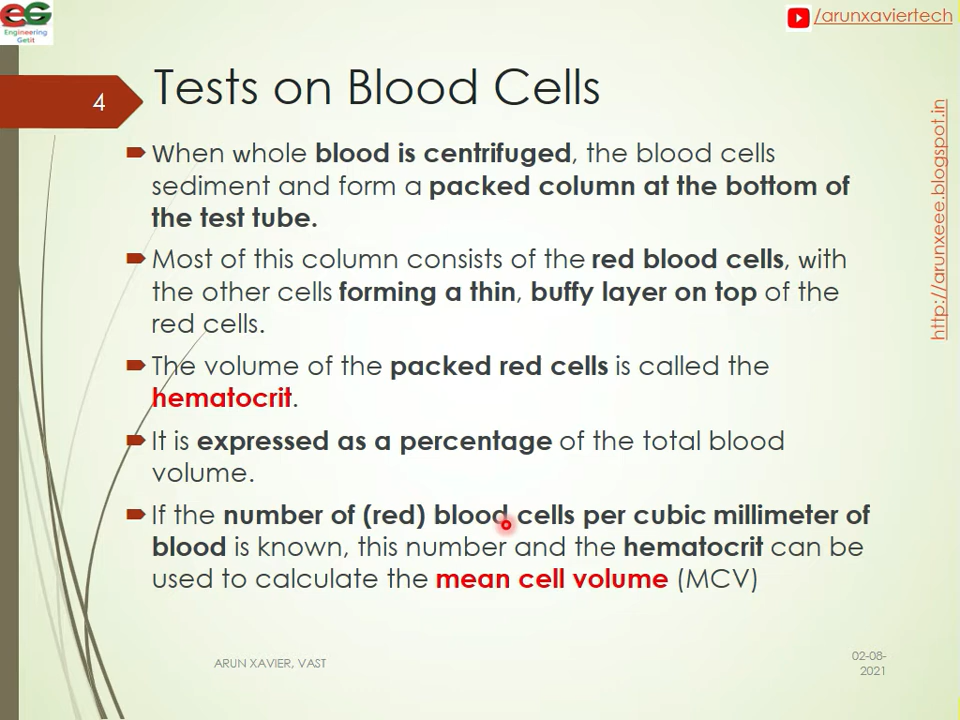 EG
Engineering
Getit
/arunxaviertech
4
Tests on Blood Cells
When whole blood is centrifuged, the blood cells
sediment and form a packed column at the bottom of
the test tube.
Most of this column consists of the red blood cells, with
the other cells forming a thin, buffy layer on top of the
red cells.
The volume of the packed red cells is called the
hematocrit.
It is expressed as a percentage of the total blood
volume.
If the number of (red) blood cells per cubic millimeter of
blood is known, this number and the hematocrit can be
used to calculate the mean cell volume (MCV)
http://arunxeee.blogspot.in
ARUN XAVIER, VAST
02-08-
2021